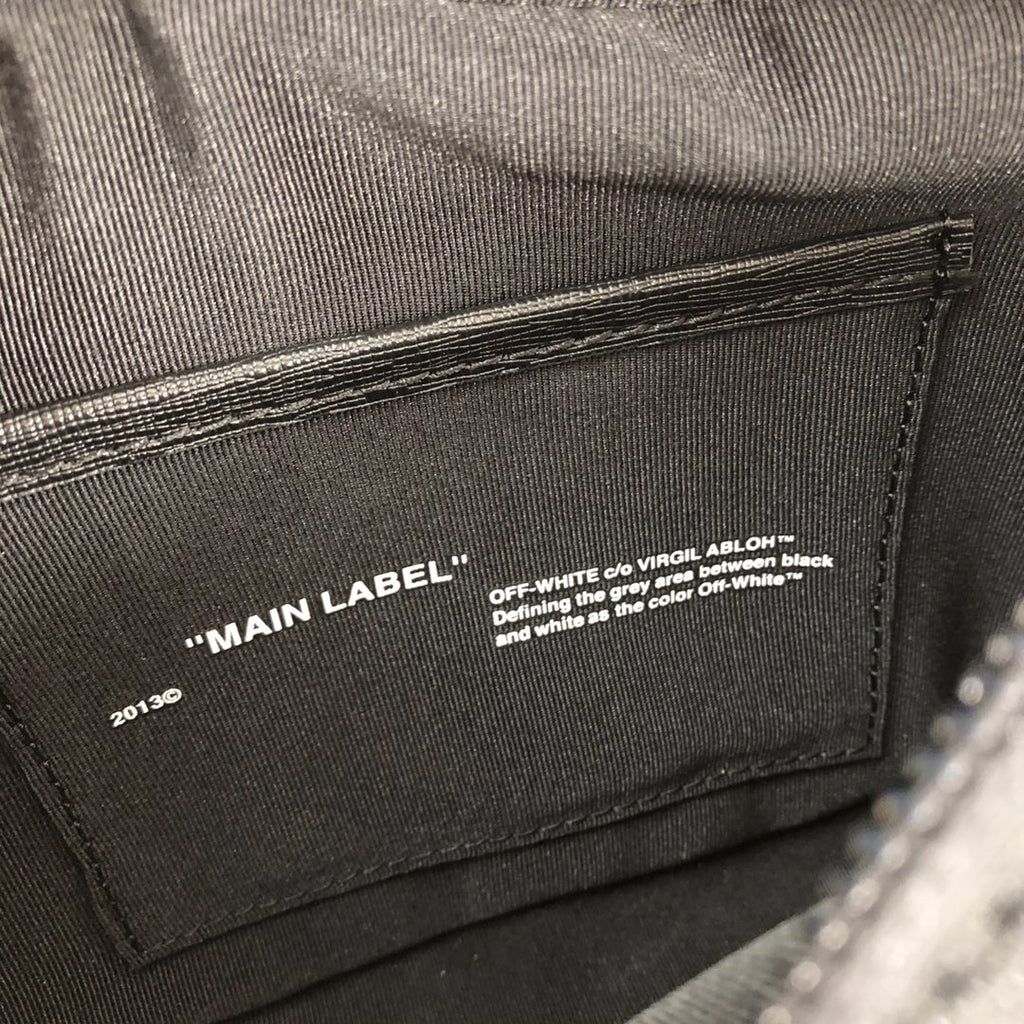 "MAIN LABEL"
2013©
OFF-WHITE c/o VIRGIL ABLOH™
Defining the grey area between black
and white as the color Off-White™